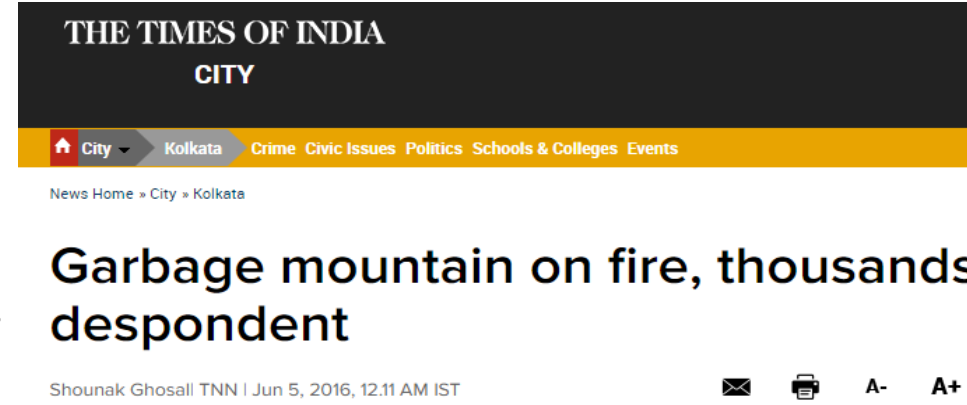 THE TIMES OF INDIA
CITY
City Kolkata Crime Civic Issues Politics Schools & Colleges Events
News Home » City » Kolkata
Garbage mountain on fire, thousands
despondent
Shounak Ghosall TNN | Jun 5, 2016, 12.11 AM IST A- A+